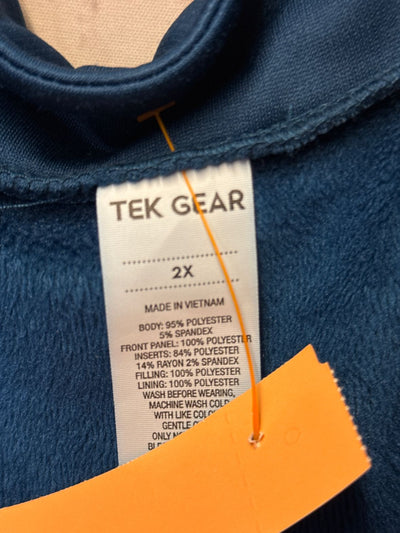 TEK GEAR
2X
MADE IN VIETNAM
BODY: 95% POLYESTER
5% SPANDEX
FRONT PANEL: 100% POLYESTER
INSERTS: 84% POLYESTER
14% RAYON 2% SPANDEX
FILLING: 100% POLYESTER
LINING: 100% POLYESTER
WASH BEFORE WEARING,
MACHINE WASH COLD
WITH LIKE
GENTLE
ONLY